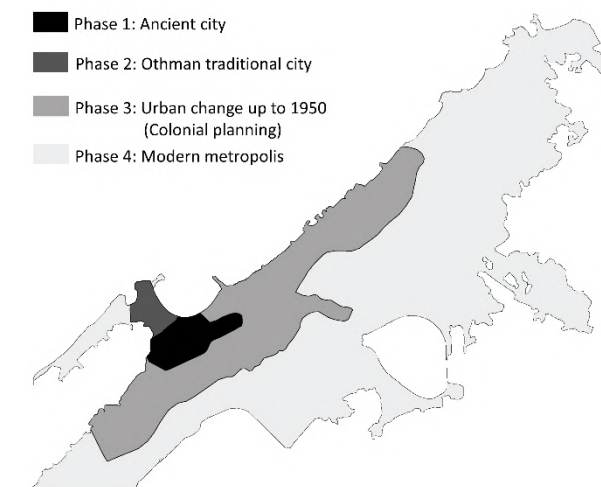 Phase 1: Ancient city
Phase 2: Othman traditional city
Phase 3: Urban change up to 1950
(Colonial planning)
Phase 4: Modern metropolis